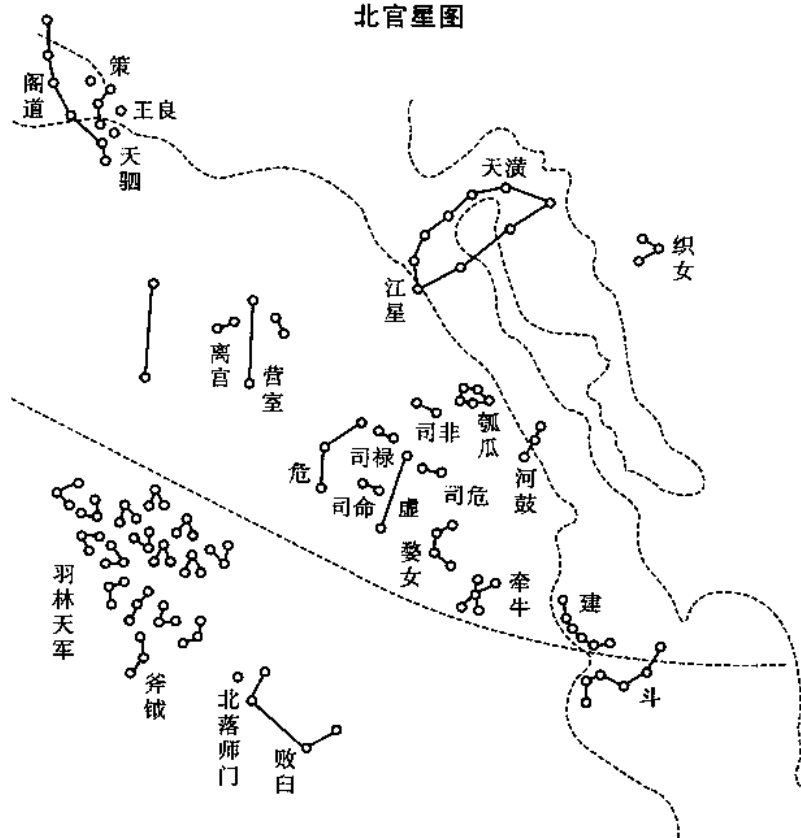 北官星图
策
阁道
王良
天驷
天潢
织女
江星
离宫
营室
司非
瓠瓜
危
司禄
河鼓
司命
虚
司危
婺女
牵牛
建
羽林天军
斧钺
斗
北落师门
败臼